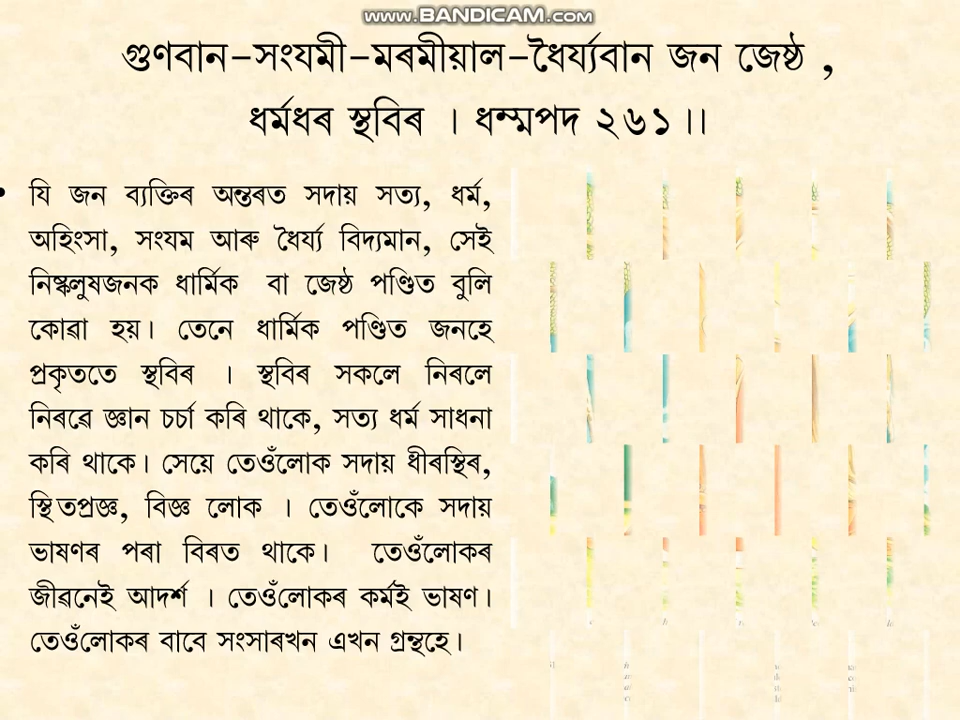 www.BANDICAM.com
গুণবান-সংযমী-মৰমীয়াল-ধৈৰ্য্যবান জন জেষ্ঠ ,
ধৰ্মধৰ স্থবিৰ । ধম্মপদ ২৬১।।
• যি জন ব্যক্তিৰ অন্তৰত সদায় সত্য, ধৰ্ম,
অহিংসা, সংযম আৰু ধৈৰ্য্য বিদ্যমান, সেই
নিষ্কলুষজনক ধাৰ্মিক বা জেষ্ঠ পণ্ডিত বুলি
কোৱা হয়। তেনে ধাৰ্মিক পণ্ডিত জনহে
প্ৰকৃততে স্থবিৰ । স্থবিৰ সকলে নিৰলে
নিৰৱে জ্ঞান চৰ্চা কৰি থাকে, সত্য ধৰ্ম সাধনা
কৰি থাকে। সেয়ে তেওঁলোক সদায় ধীৰস্থিৰ,
স্থিতপ্ৰজ্ঞ, বিজ্ঞ লোক । তেওঁলোকে সদায়
ভাষণৰ পৰা বিৰত থাকে। তেওঁলোকৰ
জীৱনেই আদৰ্শ । তেওঁলোকৰ কৰ্মই ভাষণ।
তেওঁলোকৰ বাবে সংসাৰখন এখন গ্ৰন্থহে।